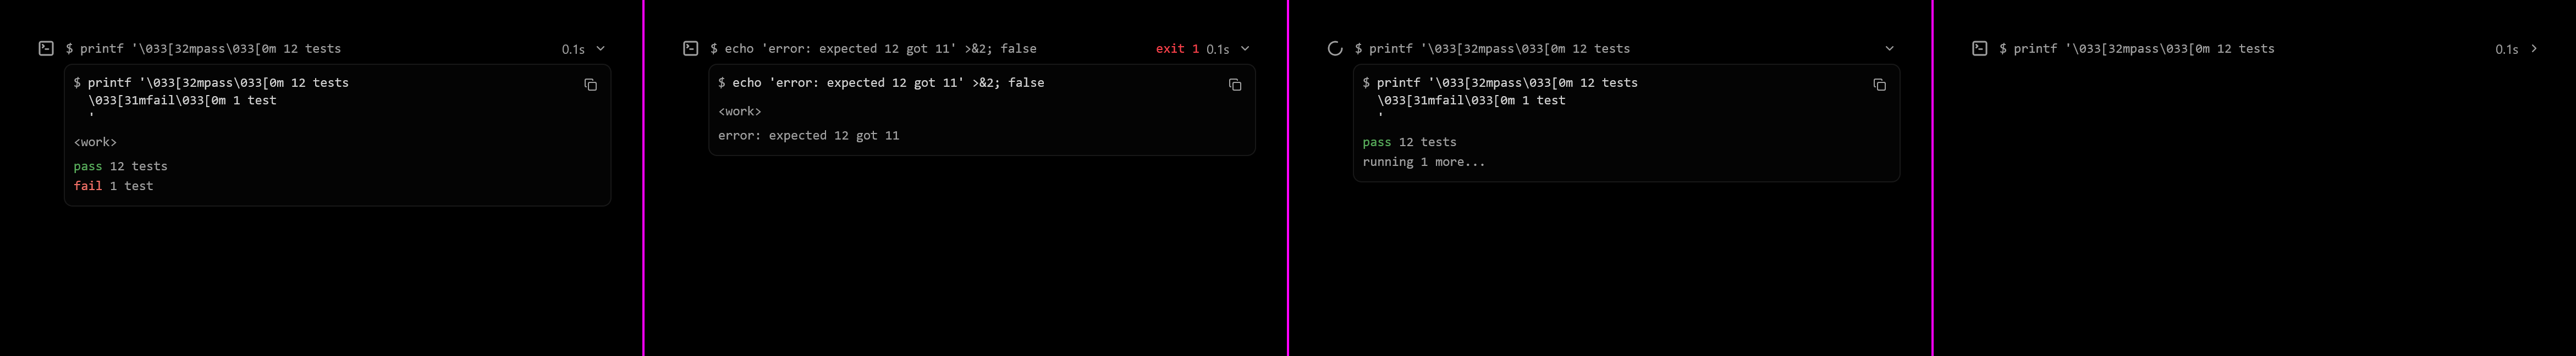 $ printf '\033[32mpass\033[0m 12 tests 0.1s
$ printf '\033[32mpass\033[0m 12 tests
\033[31mfail\033[0m 1 test
'
<work>
pass 12 tests
fail 1 test
$ echo 'error: expected 12 got 11' >&2; false exit 1 0.1s
$ echo 'error: expected 12 got 11' >&2; false
<work>
error: expected 12 got 11
$ printf '\033[32mpass\033[0m 12 tests
$ printf '\033[32mpass\033[0m 12 tests
\033[31mfail\033[0m 1 test
'
pass 12 tests
running 1 more...
$ printf '\033[32mpass\033[0m 12 tests 0.1s